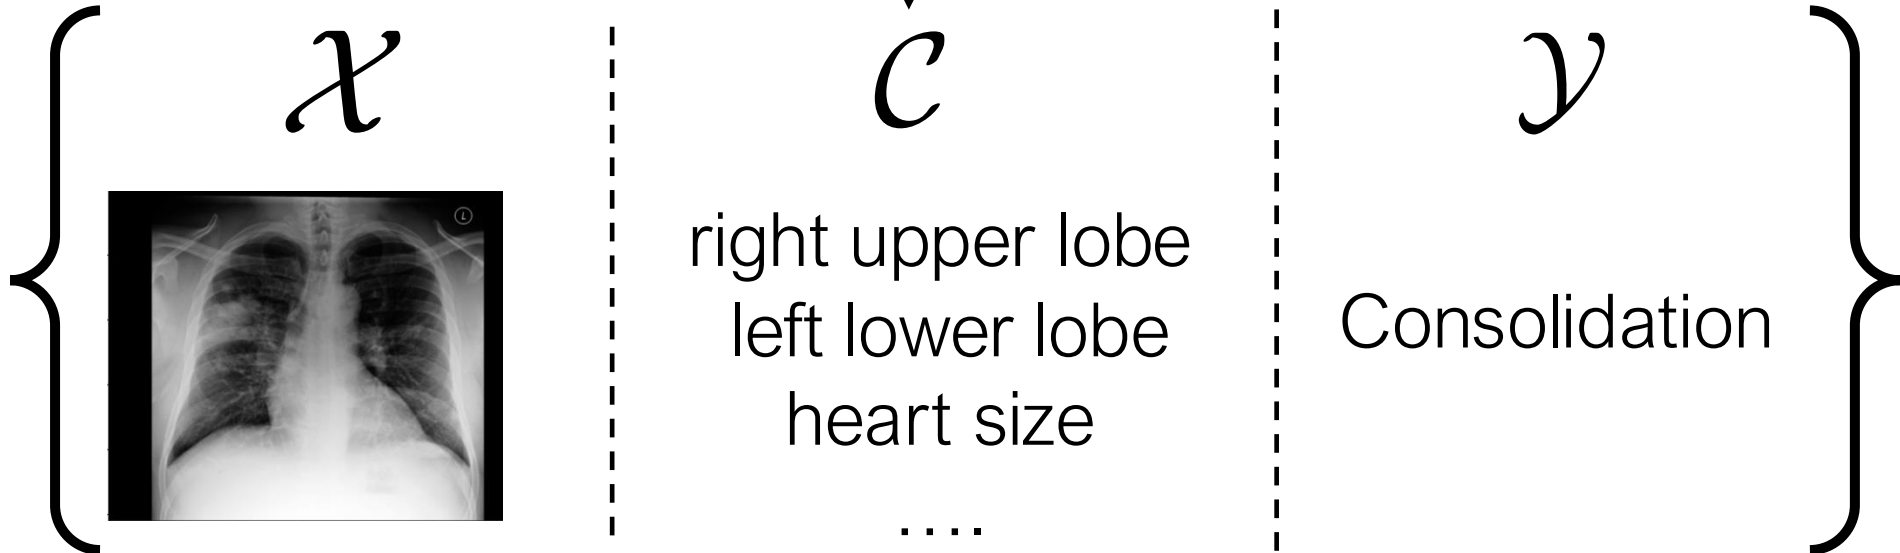 𝒳
𝒞
𝒴
L
right upper lobe
left lower lobe
heart size
....
Consolidation